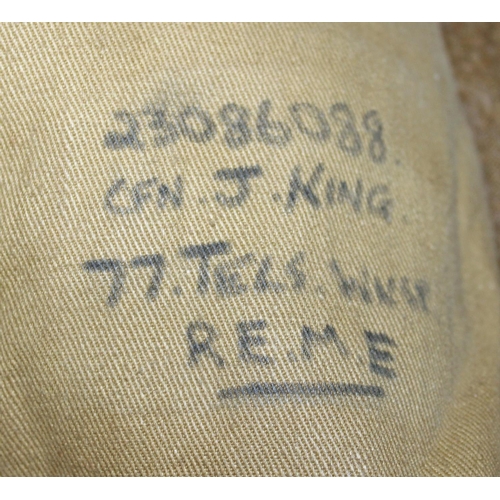 23086088.
CFN. J. KING.
77. TELS. WKSP
R.E.M.E